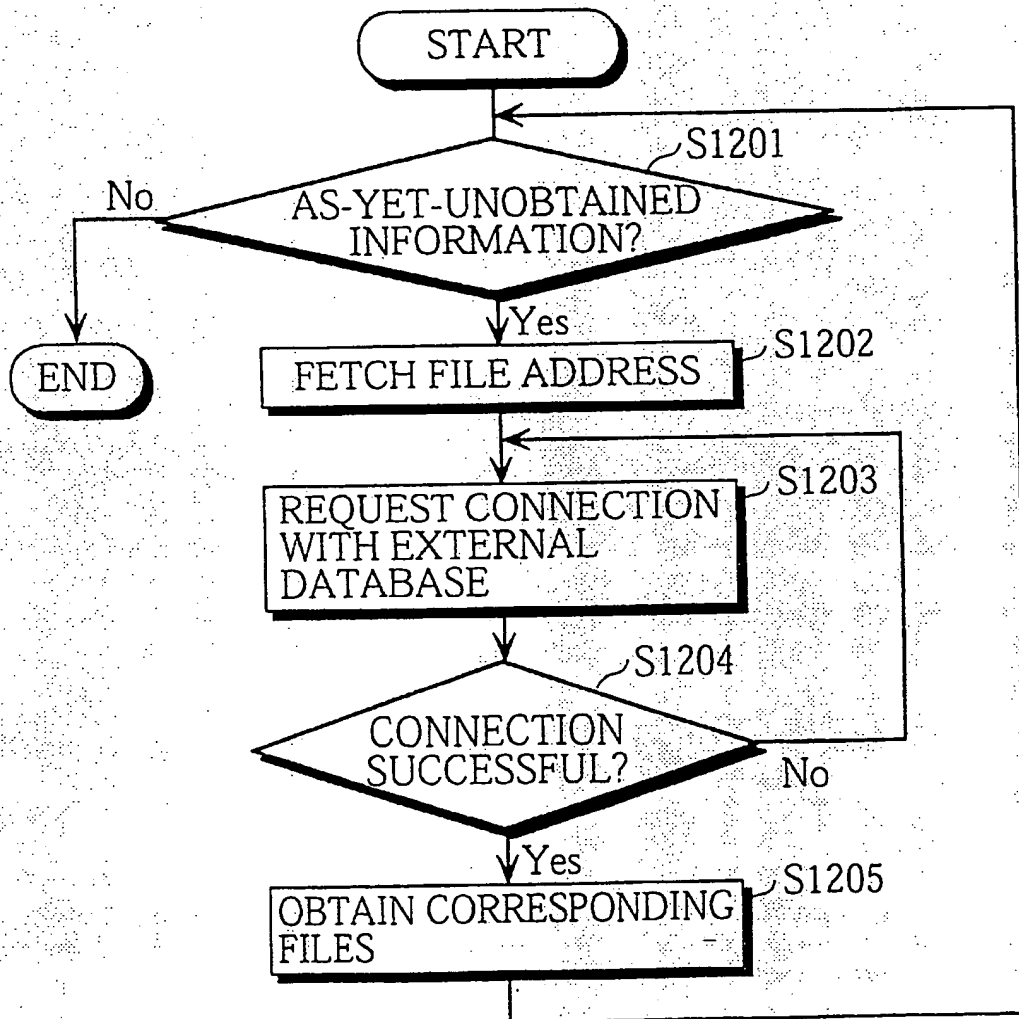 START
S1201
No
AS-YET-UNOBTAINED
INFORMATION?
Yes
S1202
END
FETCH FILE ADDRESS
S1203
REQUEST CONNECTION
WITH EXTERNAL
DATABASE
S1204
CONNECTION
SUCCESSFUL?
No
Yes
S1205
OBTAIN CORRESPONDING
FILES